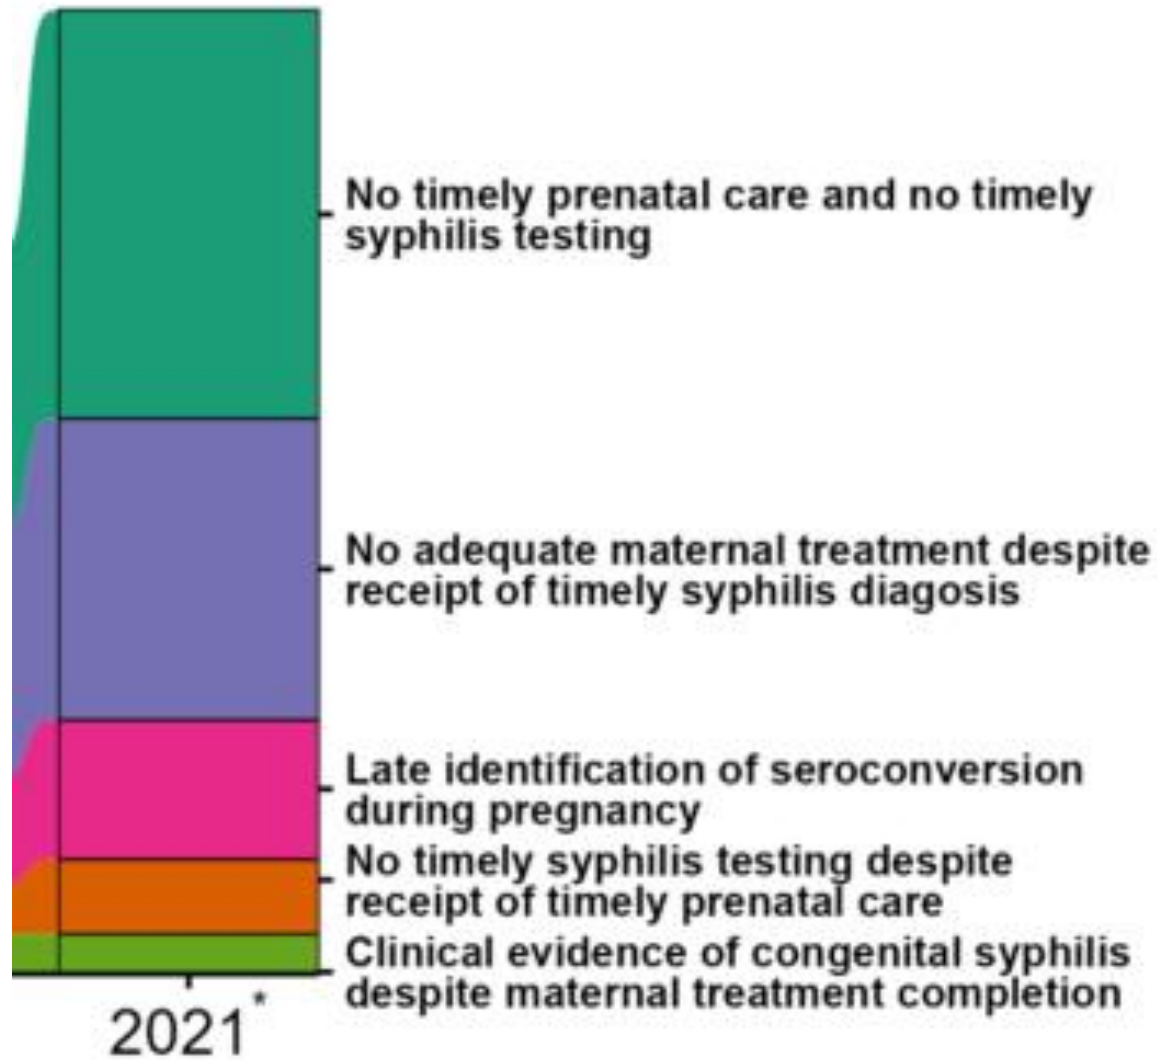 No timely prenatal care and no timely
syphilis testing
No adequate maternal treatment despite
receipt of timely syphilis diagosis
Late identification of seroconversion
during pregnancy
No timely syphilis testing despite
receipt of timely prenatal care
Clinical evidence of congenital syphilis
despite maternal treatment completion
2021*